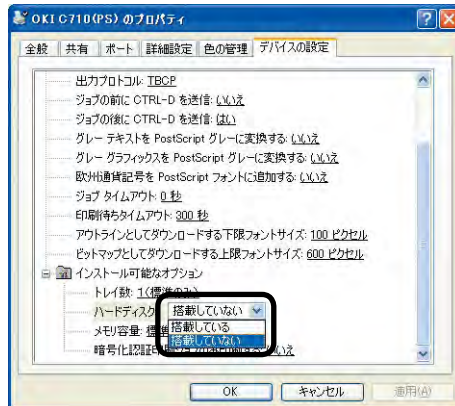 OKI C710(PS) のプロパティ
全般 共有 ポート 詳細設定 色の管理 デバイスの設定
出力プロトコル: TBCP
ジョブの前に CTRL-D を送信: いいえ
ジョブの後に CTRL-D を送信: はい
グレー テキストを PostScript グレーに変換する: いいえ
グレー グラフィックスを PostScript グレーに変換する: いいえ
欧州通貨記号を PostScript フォントに追加する: いいえ
ジョブ タイムアウト: 0 秒
印刷待ちタイムアウト: 300 秒
アウトラインとしてダウンロードする下限フォントサイズ: 100 ピクセル
ビットマップとしてダウンロードする上限フォントサイズ: 600 ピクセル
インストール可能なオプション
トレイ数: 1(標準のみ)
ハードディスク 搭載していない
メモリ容量: 標準 搭載している
搭載していない
暗号化認証 いいえ
OK キャンセル 適用(A)